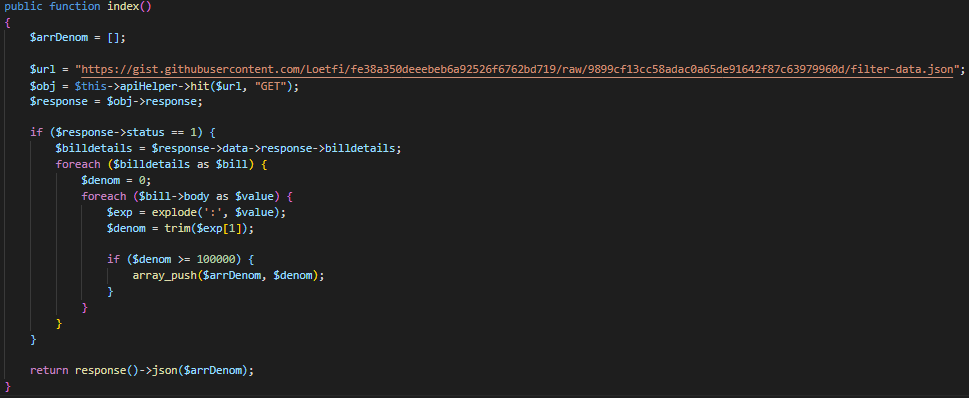 public function index()
{
    $arrDenom = [];

    $url = "https://gist.githubusercontent.com/Loetfi/fe38a350deeebeb6a92526f6762bd719/raw/9899cf13cc58adac0a65de91642f87c63979960d/filter-data.json";
    $obj = $this->apiHelper->hit($url, "GET");
    $response = $obj->response;

    if ($response->status == 1) {
        $billdetails = $response->data->response->billdetails;
        foreach ($billdetails as $bill) {
            $denom = 0;
            foreach ($bill->body as $value) {
                $exp = explode(':', $value);
                $denom = trim($exp[1]);

                if ($denom >= 100000) {
                    array_push($arrDenom, $denom);
                }
            }
        }
    }

    return response()->json($arrDenom);
}